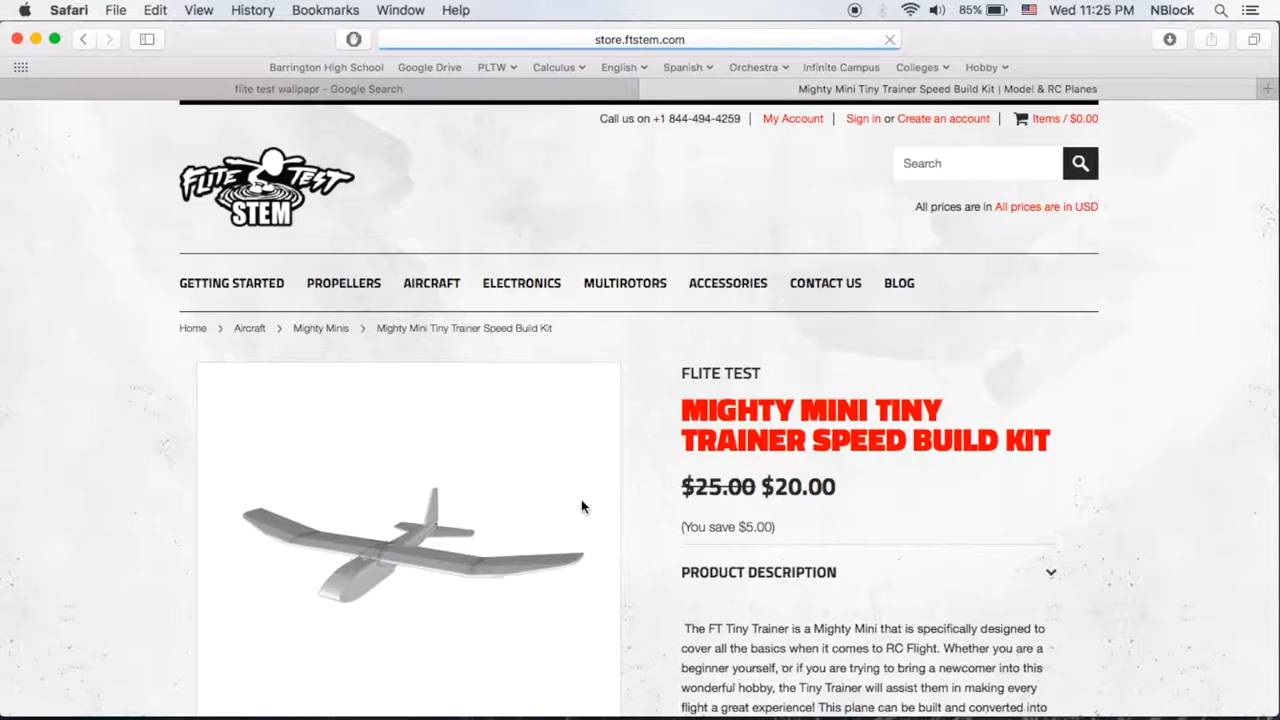 Safari File Edit View History Bookmarks Window Help 85% Wed 11:25 PM NBlock
store.ftstem.com
Barrington High School Google Drive PLTW Calculus English Spanish Orchestra Infinite Campus Colleges Hobby
flite test wallpapr - Google Search Mighty Mini Tiny Trainer Speed Build Kit | Model & RC Planes
Call us on +1 844-494-4259 | My Account | Sign in or Create an account | Items / $0.00
FLITE TEST
STEM
Search
All prices are in All prices are in USD
GETTING STARTED PROPELLERS AIRCRAFT ELECTRONICS MULTIROTORS ACCESSORIES CONTACT US BLOG
Home > Aircraft > Mighty Minis > Mighty Mini Tiny Trainer Speed Build Kit
FLITE TEST
MIGHTY MINI TINY
TRAINER SPEED BUILD KIT
$25.00 $20.00
(You save $5.00)
PRODUCT DESCRIPTION
The FT Tiny Trainer is a Mighty Mini that is specifically designed to
cover all the basics when it comes to RC Flight. Whether you are a
beginner yourself, or if you are trying to bring a newcomer into this
wonderful hobby, the Tiny Trainer will assist them in making every
flight a great experience! This plane can be built and converted into